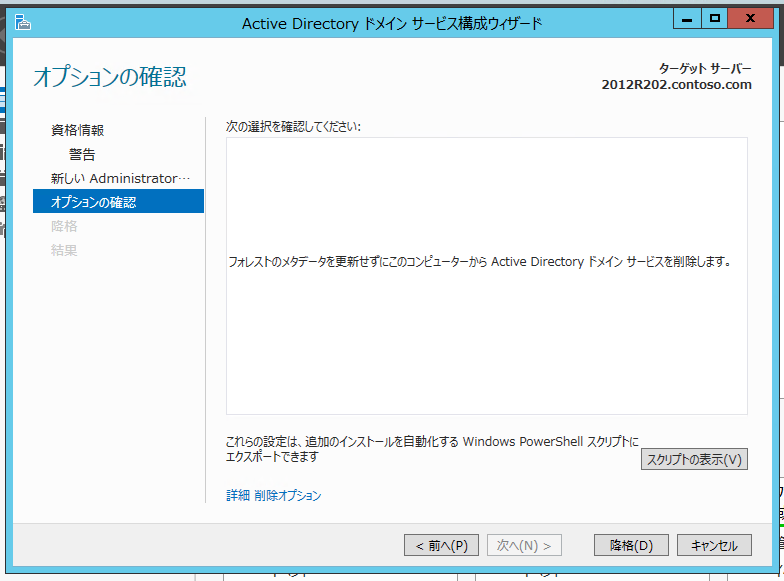 Active Directory ドメイン サービス構成ウィザード
オプションの確認
ターゲット サーバー
2012R202.contoso.com
資格情報
警告
新しい Administrator…
オプションの確認
降格
結果
次の選択を確認してください:
フォレストのメタデータを更新せずにこのコンピューターから Active Directory ドメイン サービスを削除します。
これらの設定は、追加のインストールを自動化する Windows PowerShell スクリプトに
エクスポートできます
スクリプトの表示(V)
詳細 削除オプション
< 前へ(P)
次へ(N) >
降格(D)
キャンセル